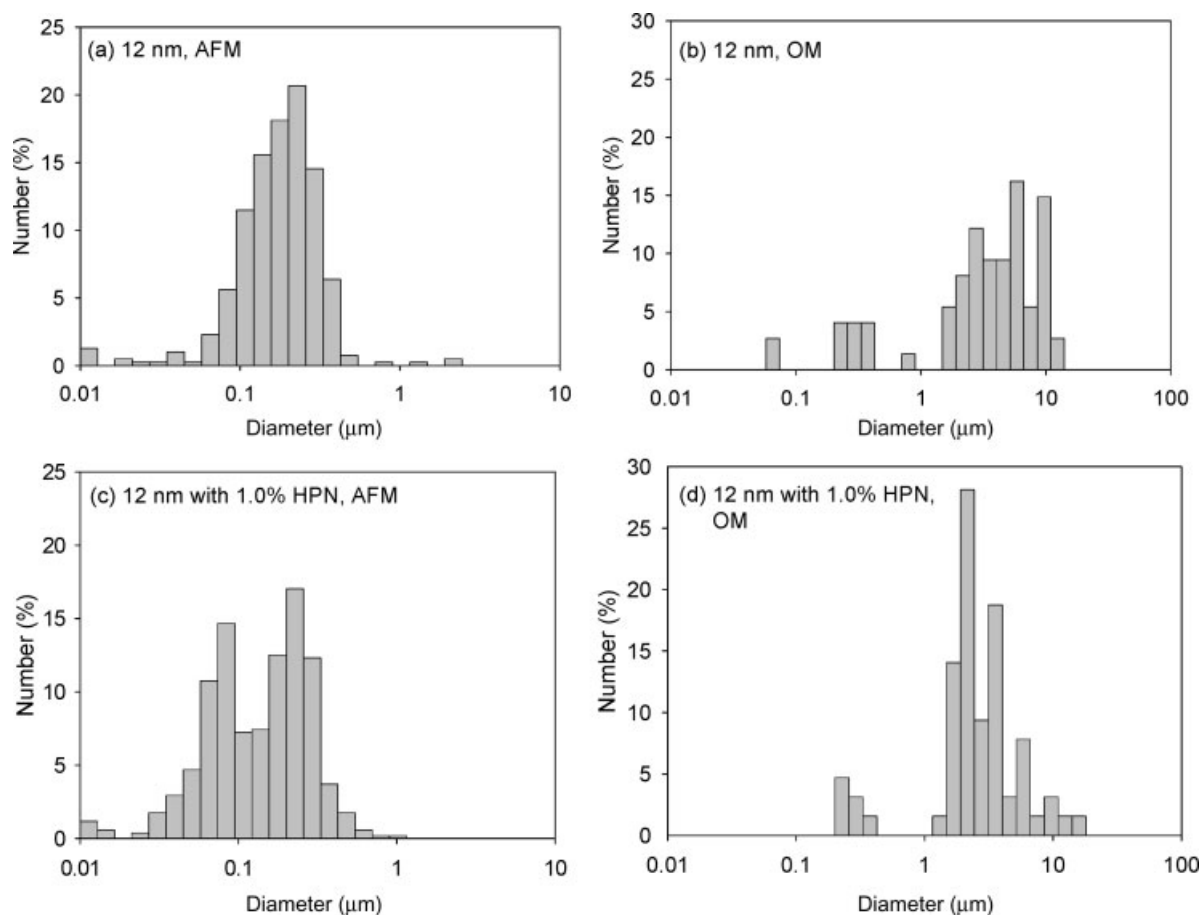 (a) 12 nm, AFM
25
20
15
10
5
0
Number (%)
0.01 0.1 1 10
Diameter (μm)
(b) 12 nm, OM
30
25
20
15
10
5
0
Number (%)
0.01 0.1 1 10 100
Diameter (μm)
(c) 12 nm with 1.0% HPN, AFM
25
20
15
10
5
0
Number (%)
0.01 0.1 1 10
Diameter (μm)
(d) 12 nm with 1.0% HPN,
OM
30
25
20
15
10
5
0
Number (%)
0.01 0.1 1 10 100
Diameter (μm)